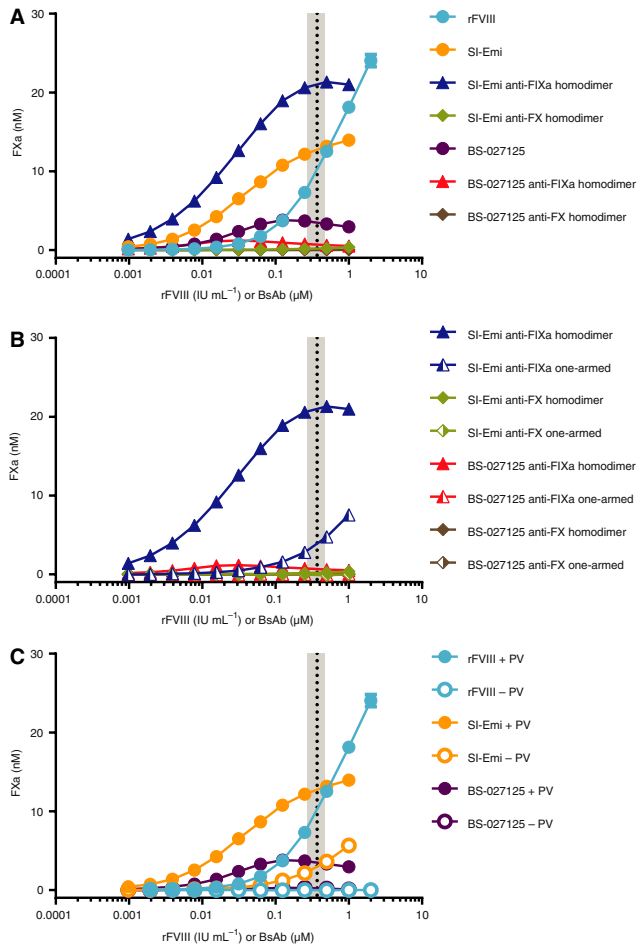 A
30
20
10
0
FXa (nM)
0.0001
0.001
0.01
0.1
1
10
rFVIII (IU mL⁻¹) or BsAb (µM)
rFVIII
SI-Emi
SI-Emi anti-FIXa homodimer
SI-Emi anti-FX homodimer
BS-027125
BS-027125 anti-FIXa homodimer
BS-027125 anti-FX homodimer
B
30
20
10
0
FXa (nM)
0.0001
0.001
0.01
0.1
1
10
rFVIII (IU mL⁻¹) or BsAb (µM)
SI-Emi anti-FIXa homodimer
SI-Emi anti-FIXa one-armed
SI-Emi anti-FX homodimer
SI-Emi anti-FX one-armed
BS-027125 anti-FIXa homodimer
BS-027125 anti-FIXa one-armed
BS-027125 anti-FX homodimer
BS-027125 anti-FX one-armed
C
30
20
10
0
FXa (nM)
0.0001
0.001
0.01
0.1
1
10
rFVIII (IU mL⁻¹) or BsAb (µM)
rFVIII + PV
rFVIII – PV
SI-Emi + PV
SI-Emi – PV
BS-027125 + PV
BS-027125 – PV